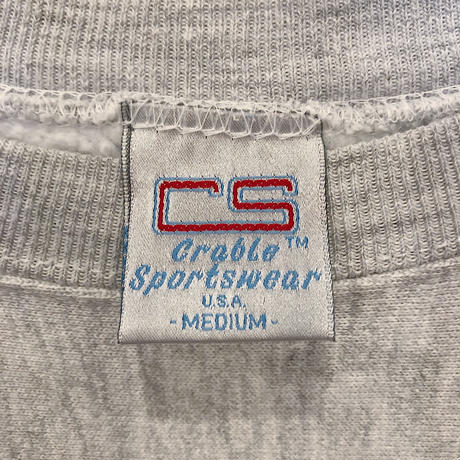 CS
Crable™
Sportswear
U.S.A.
-MEDIUM-